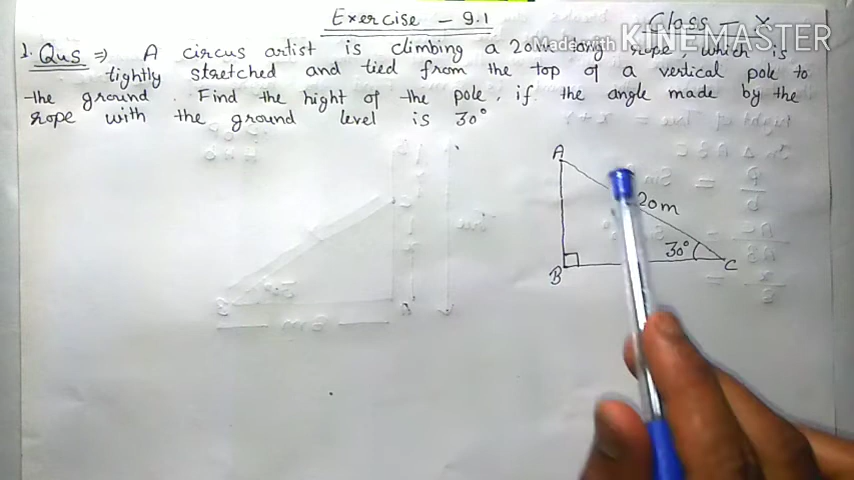 Exercise - 9.1
Class - X
Made with KINEMASTER
1. Qus ⇒ A circus artist is climbing a 20m long rope, which is
tightly stretched and tied from the top of a vertical pole to
the ground. Find the hight of the pole, if the angle made by the
rope with the ground level is 30°
A
20m
30°
B
C